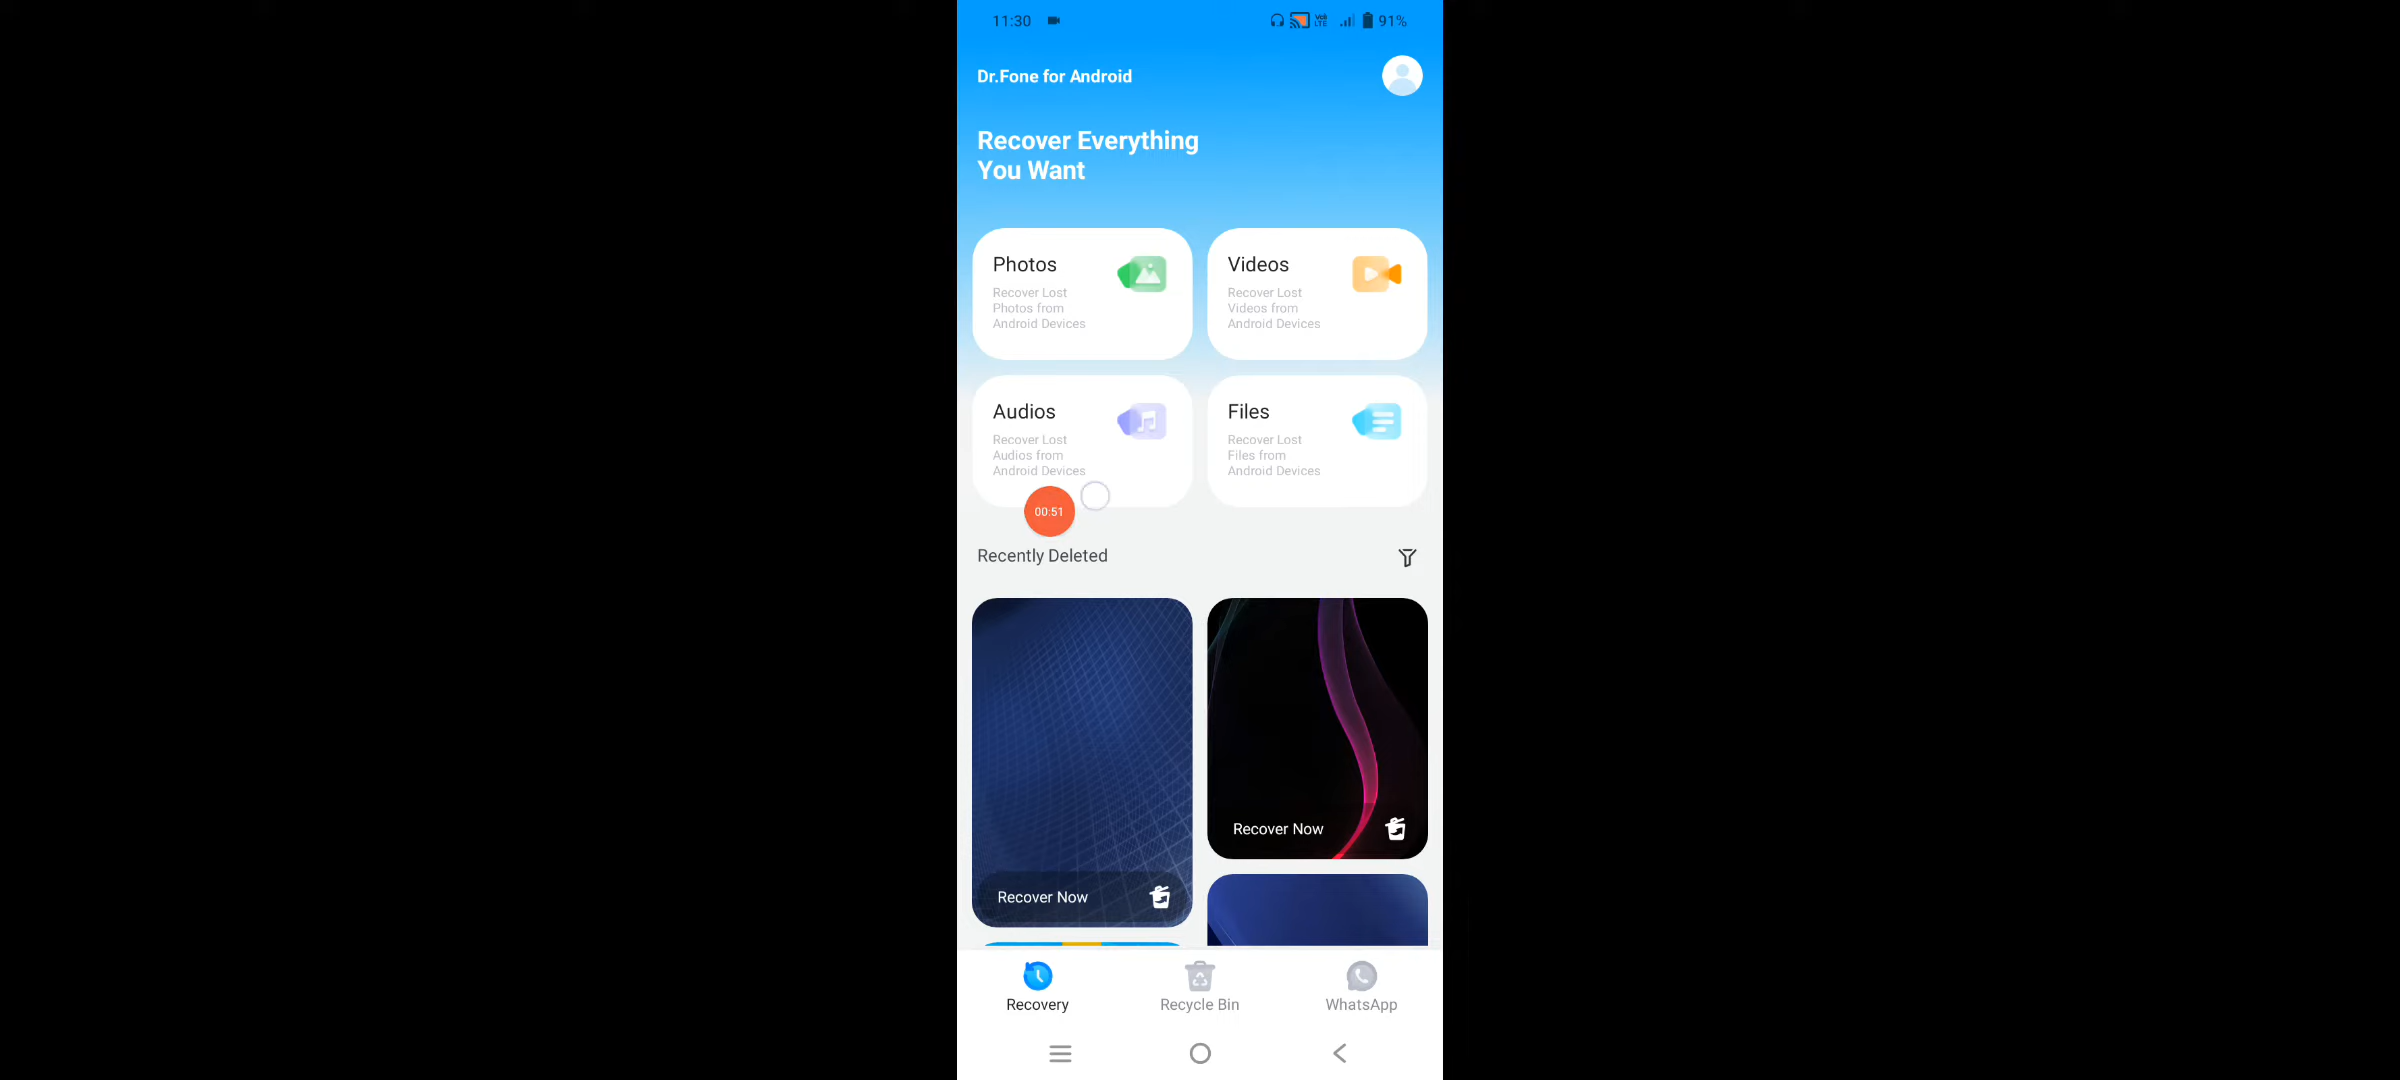 11:30
VoLTE
91%
Dr.Fone for Android
Recover Everything
You Want
Photos
Recover Lost
Photos from
Android Devices
Videos
Recover Lost
Videos from
Android Devices
Audios
Recover Lost
Audios from
Android Devices
Files
Recover Lost
Files from
Android Devices
00:51
Recently Deleted
Recover Now
Recover Now
Recovery
Recycle Bin
WhatsApp